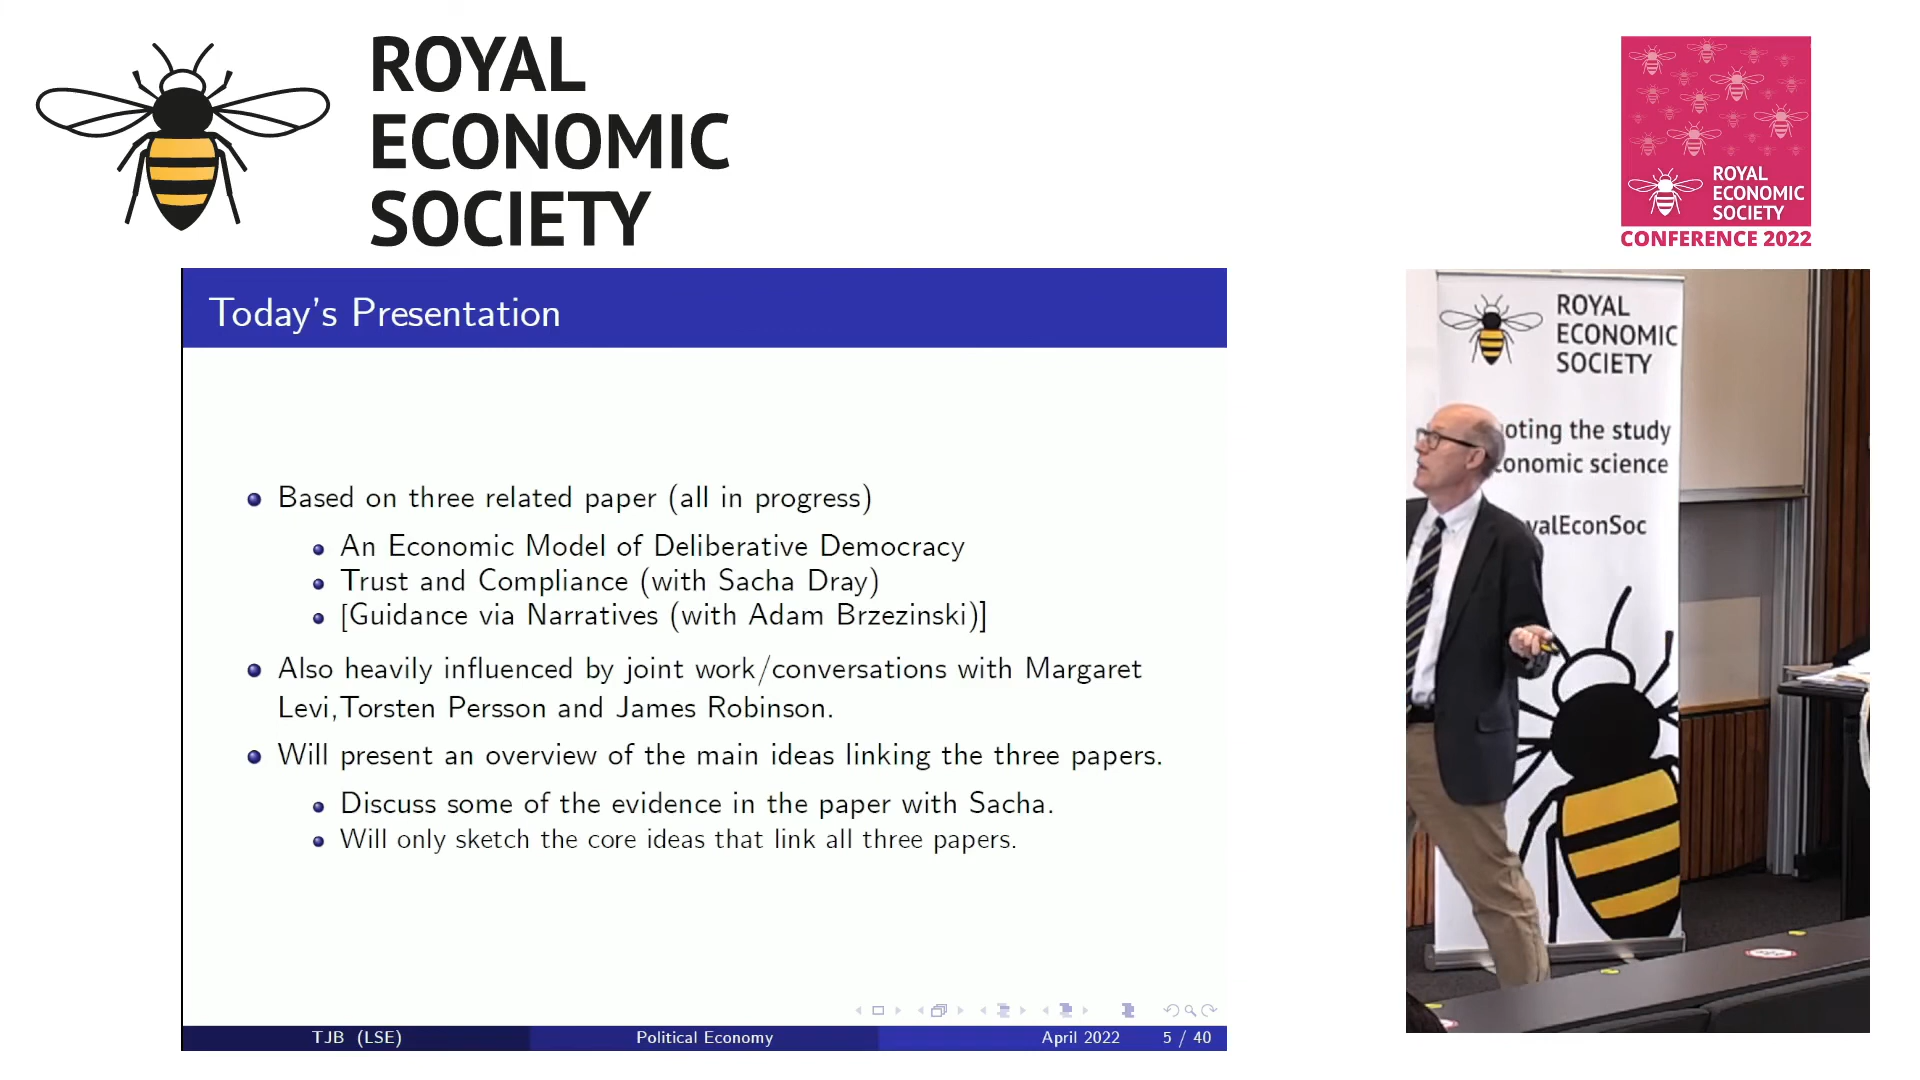 ROYAL
ECONOMIC
SOCIETY
ROYAL
ECONOMIC
SOCIETY
CONFERENCE 2022
Today's Presentation
Based on three related paper (all in progress)
An Economic Model of Deliberative Democracy
Trust and Compliance (with Sacha Dray)
[Guidance via Narratives (with Adam Brzezinski)]
Also heavily influenced by joint work/conversations with Margaret
Levi,Torsten Persson and James Robinson.
Will present an overview of the main ideas linking the three papers.
Discuss some of the evidence in the paper with Sacha.
Will only sketch the core ideas that link all three papers.
TJB (LSE) Political Economy April 2022 5 / 40
ROYAL
ECONOMIC
SOCIETY
oting the study
onomic science
yalEconSoc